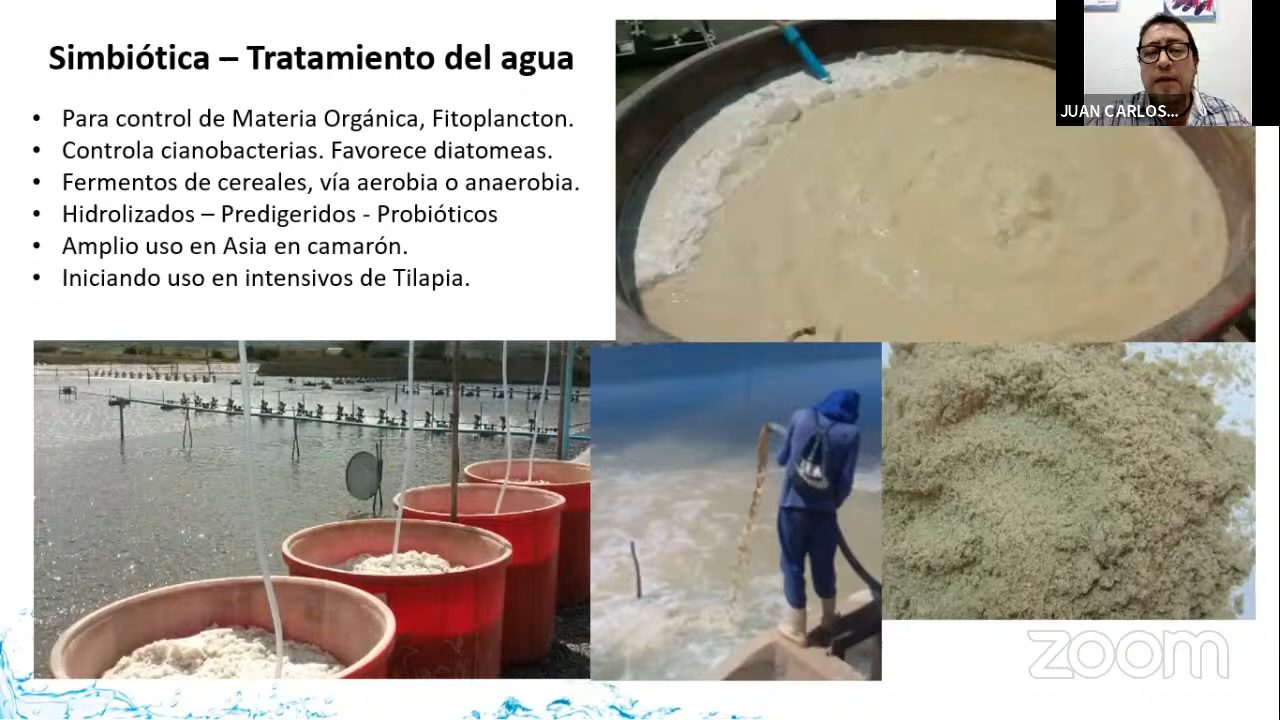 Simbiótica – Tratamiento del agua
• Para control de Materia Orgánica, Fitoplancton.
• Controla cianobacterias. Favorece diatomeas.
• Fermentos de cereales, vía aerobia o anaerobia.
• Hidrolizados – Predigeridos - Probióticos
• Amplio uso en Asia en camarón.
• Iniciando uso en intensivos de Tilapia.
JUAN CARLOS...
zoom